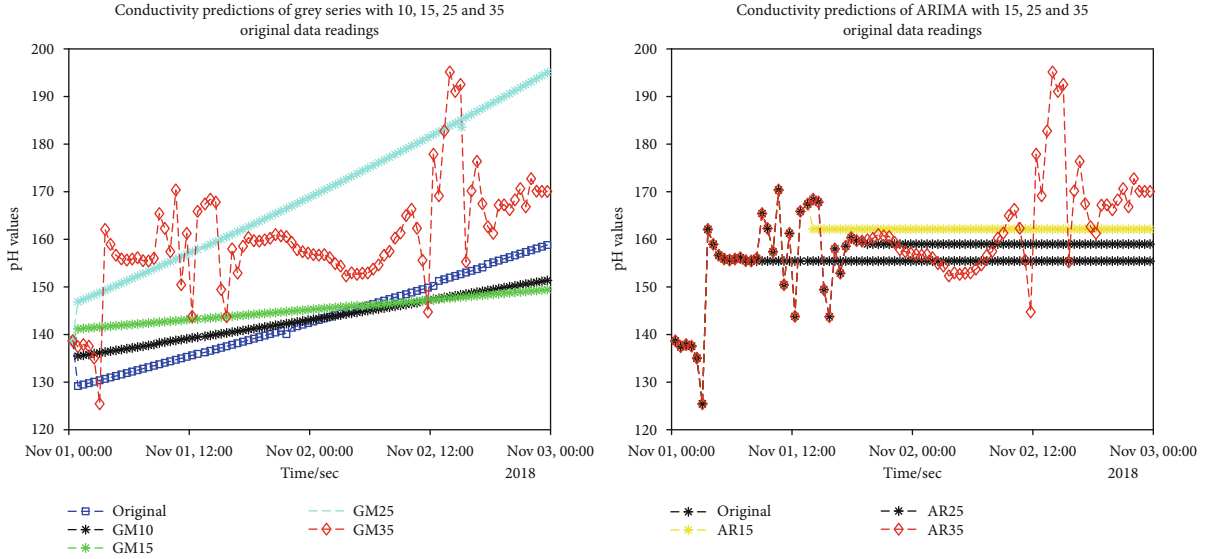 Conductivity predictions of grey series with 10, 15, 25 and 35
original data readings
200
190
180
170
160
150
140
130
120
pH values
Nov 01, 00:00
Nov 01, 12:00
Nov 02, 00:00
Nov 02, 12:00
Nov 03, 00:00
Time/sec
2018
Original
GM10
GM15
GM25
GM35
Conductivity predictions of ARIMA with 15, 25 and 35
original data readings
200
190
180
170
160
150
140
130
120
pH values
Nov 01, 00:00
Nov 01, 12:00
Nov 02, 00:00
Nov 02, 12:00
Nov 03, 00:00
Time/sec
2018
Original
AR15
AR25
AR35